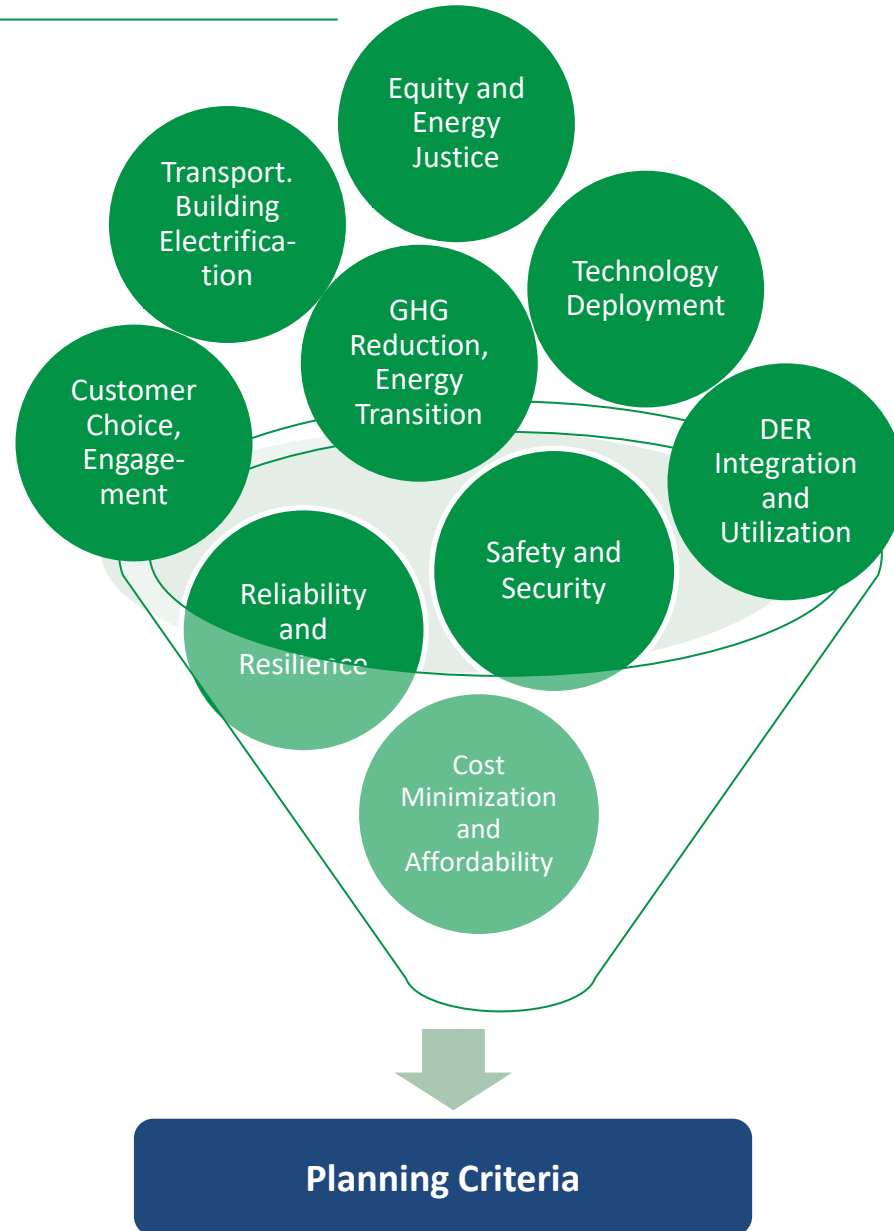 Equity and
Energy
Justice
Transport.
Building
Electrifica-
tion
Technology
Deployment
GHG
Reduction,
Energy
Transition
Customer
Choice,
Engage-
ment
DER
Integration
and
Utilization
Safety and
Security
Reliability
and
Resilience
Cost
Minimization
and
Affordability
Planning Criteria